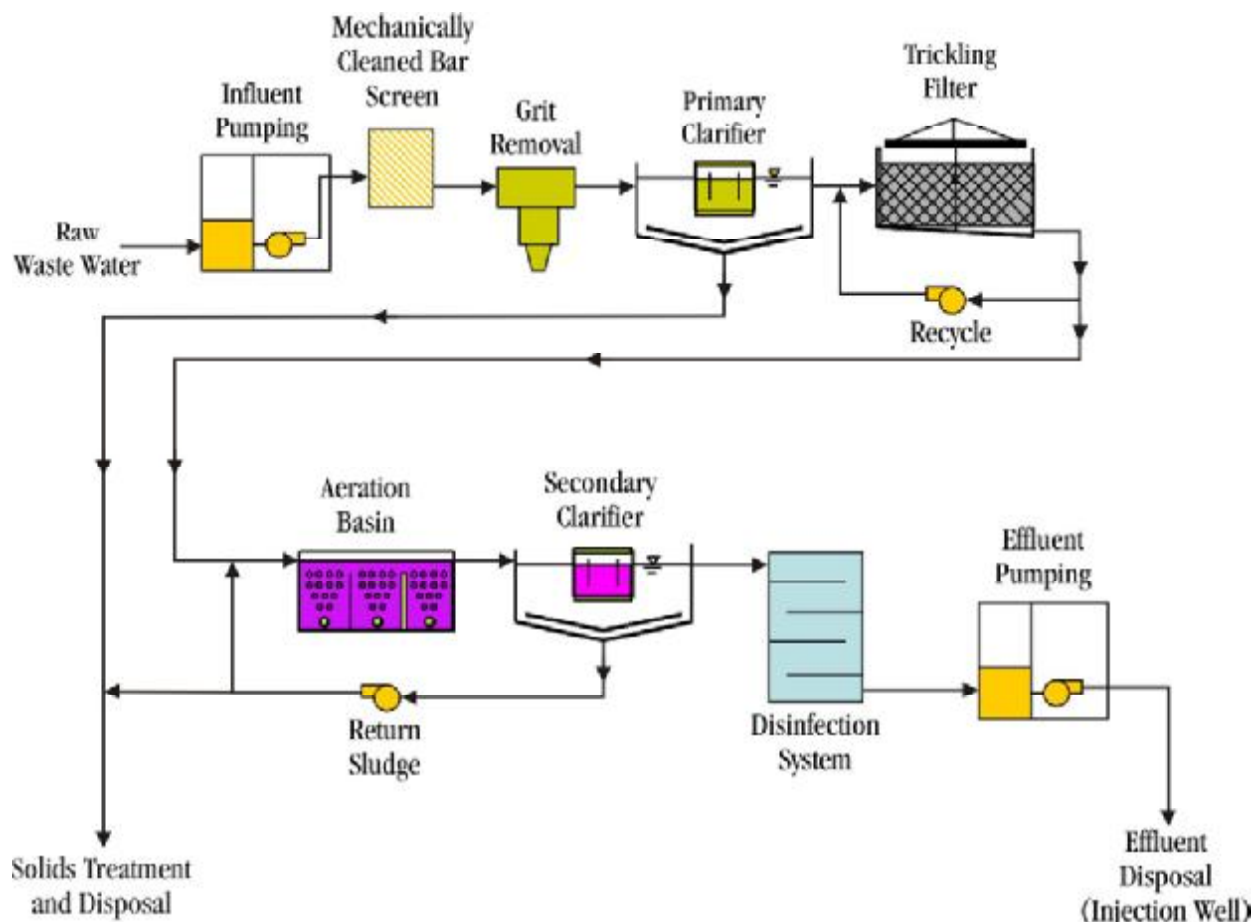 Mechanically
Cleaned Bar
Screen
Influent
Pumping
Grit
Removal
Primary
Clarifier
Trickling
Filter
Raw
Waste Water
Recycle
Aeration
Basin
Secondary
Clarifier
Effluent
Pumping
Return
Sludge
Disinfection
System
Solids Treatment
and Disposal
Effluent
Disposal
(Injection Well)